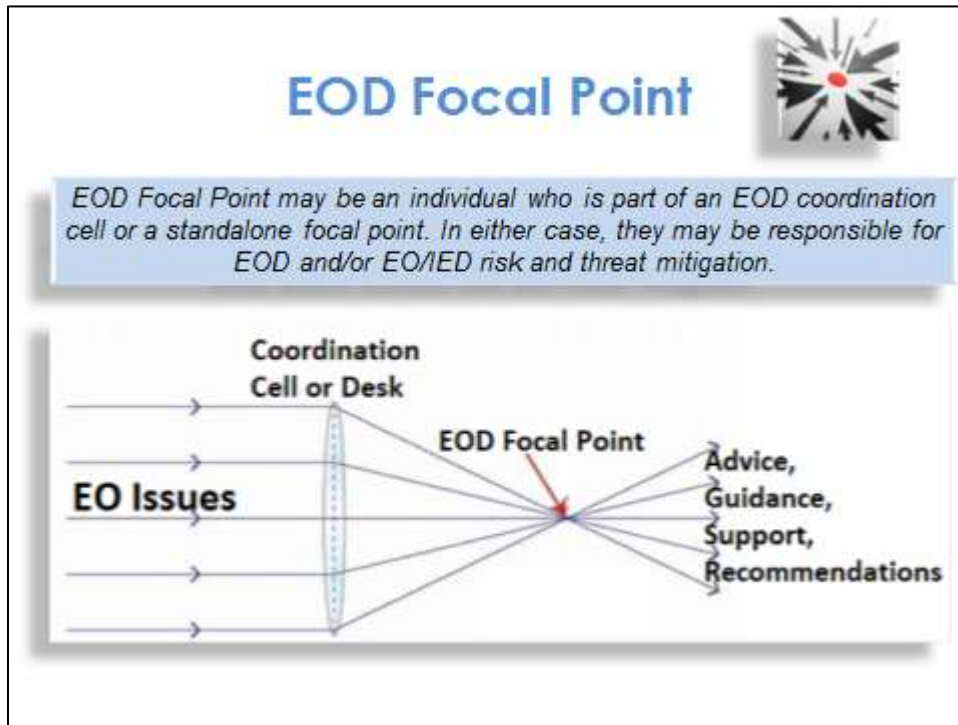 EOD Focal Point
EOD Focal Point may be an individual who is part of an EOD coordination
cell or a standalone focal point. In either case, they may be responsible for
EOD and/or EO/IED risk and threat mitigation.
Coordination
Cell or Desk
EOD Focal Point
EO Issues
Advice,
Guidance,
Support,
Recommendations